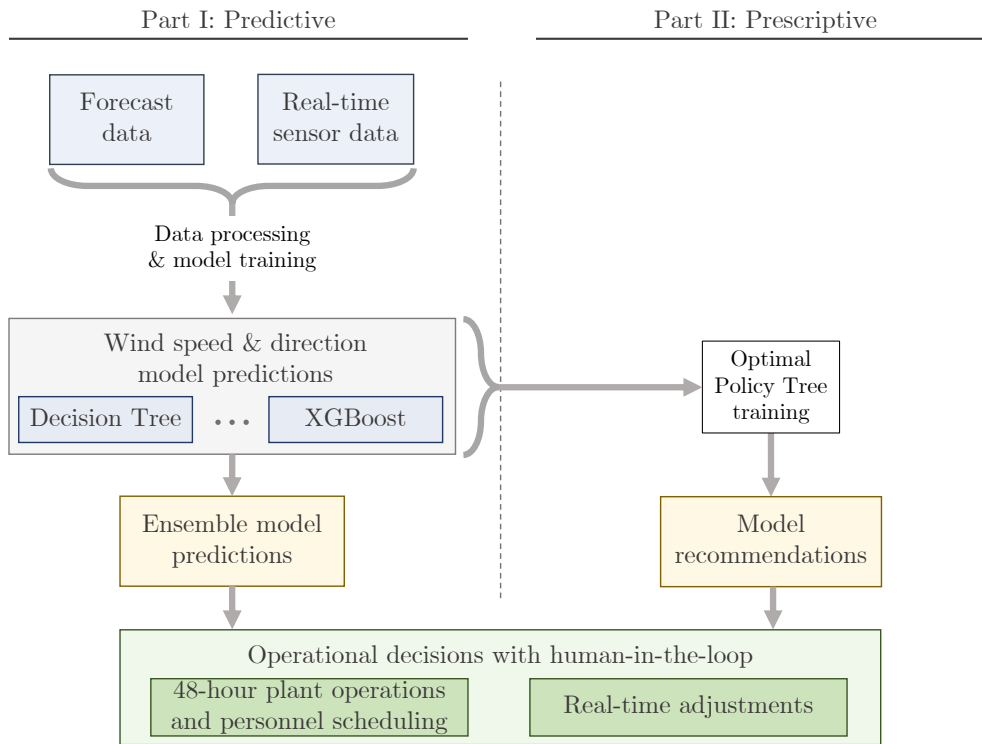 Part I: Predictive
Part II: Prescriptive
Forecast
data
Real-time
sensor data
Data processing
& model training
Wind speed & direction
model predictions
Decision Tree
...
XGBoost
Optimal
Policy Tree
training
Ensemble model
predictions
Model
recommendations
Operational decisions with human-in-the-loop
48-hour plant operations
and personnel scheduling
Real-time adjustments